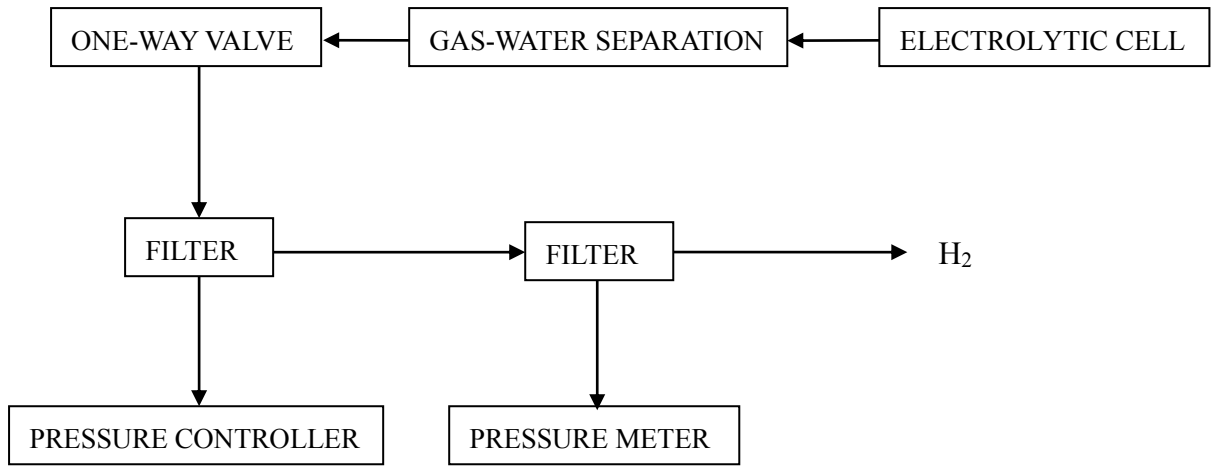 ONE-WAY VALVE
GAS-WATER SEPARATION
ELECTROLYTIC CELL
FILTER
FILTER
H₂
PRESSURE CONTROLLER
PRESSURE METER